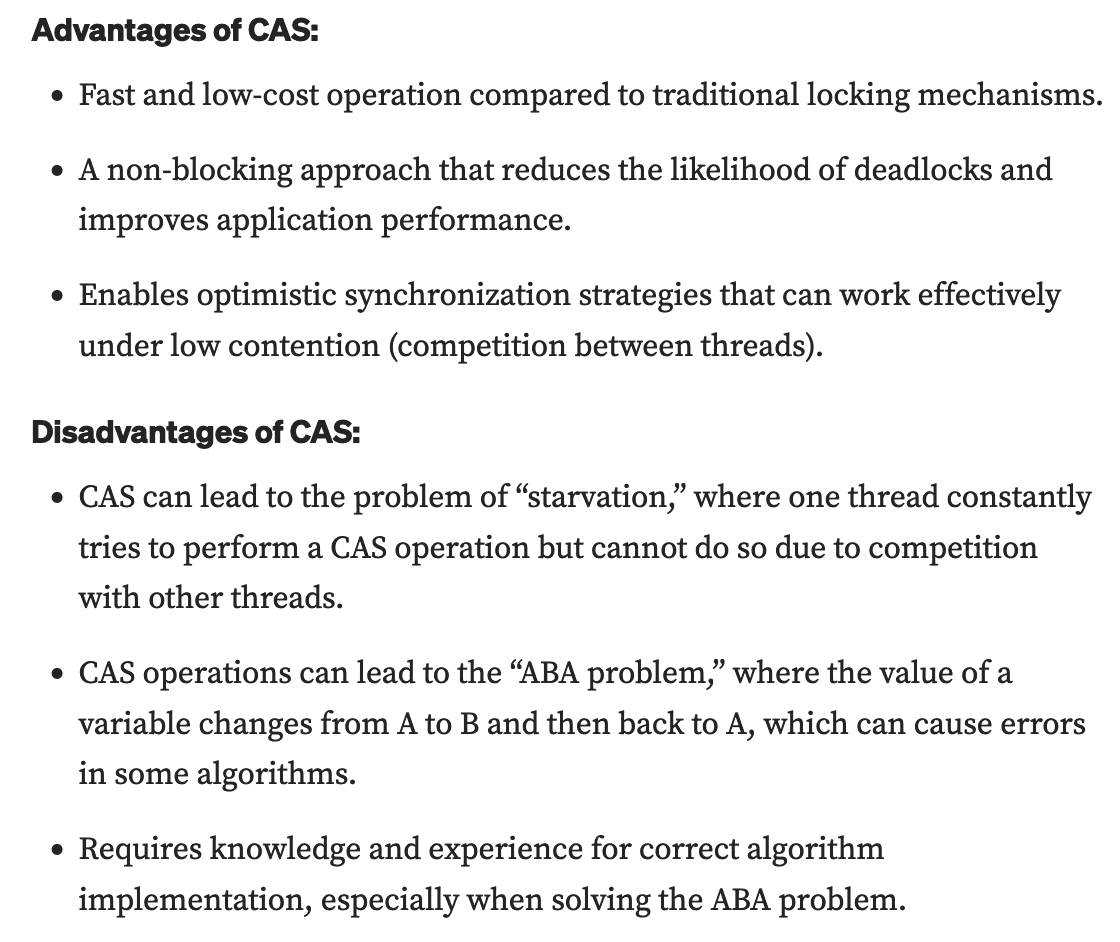 Advantages of CAS:
• Fast and low-cost operation compared to traditional locking mechanisms.
• A non-blocking approach that reduces the likelihood of deadlocks and
improves application performance.
• Enables optimistic synchronization strategies that can work effectively
under low contention (competition between threads).
Disadvantages of CAS:
• CAS can lead to the problem of “starvation,” where one thread constantly
tries to perform a CAS operation but cannot do so due to competition
with other threads.
• CAS operations can lead to the “ABA problem,” where the value of a
variable changes from A to B and then back to A, which can cause errors
in some algorithms.
• Requires knowledge and experience for correct algorithm
implementation, especially when solving the ABA problem.